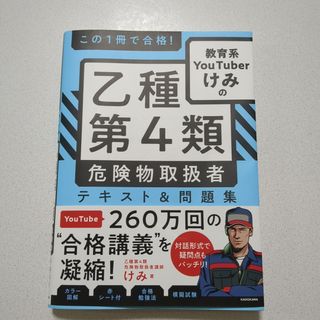 この1冊で合格!
教育系
YouTuber
けみの
乙種
第4類
危険物取扱者
テキスト&問題集
YouTube 260万回の
“合格講義”を
凝縮!
乙種第4類
危険物取扱者講師
けみ 著
対話形式で
疑問点も
バッチリ!
カラー
図解
赤
シート付
合格
勉強法
模擬試験
KADOKAWA